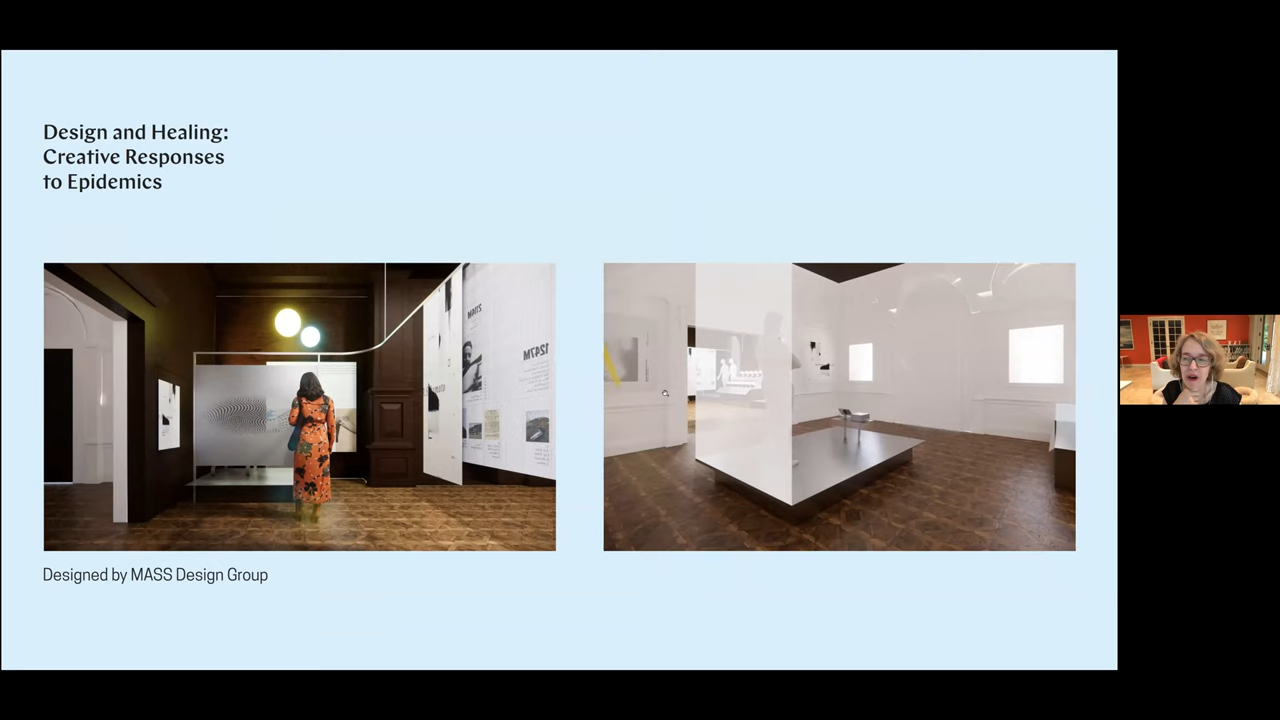 Design and Healing:
Creative Responses
to Epidemics
Designed by MASS Design Group